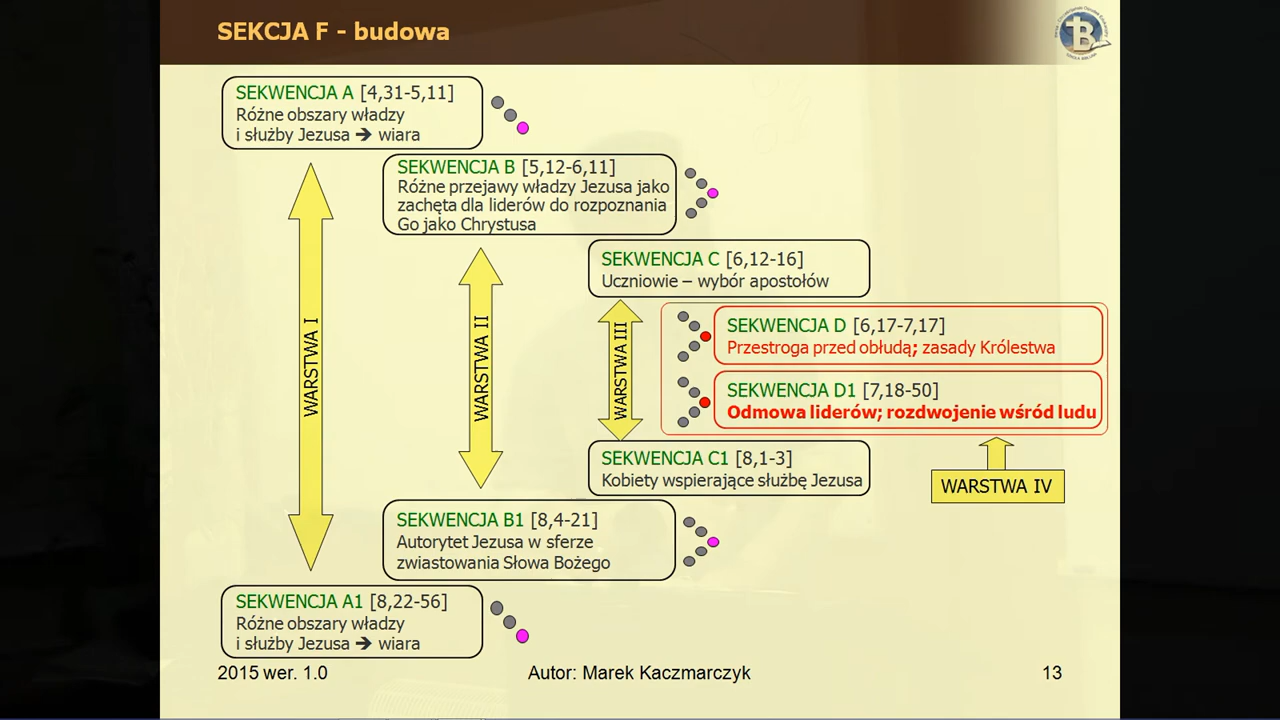 SEKCJA F - budowa
SEKWENCJA A [4,31-5,11]
Różne obszary władzy
i służby Jezusa ➔ wiara
SEKWENCJA B [5,12-6,11]
Różne przejawy władzy Jezusa jako
zachęta dla liderów do rozpoznania
Go jako Chrystusa
SEKWENCJA C [6,12-16]
Uczniowie – wybór apostołów
WARSTWA I
WARSTWA II
WARSTWA III
SEKWENCJA D [6,17-7,17]
Przestroga przed obłudą; zasady Królestwa
SEKWENCJA D1 [7,18-50]
Odmowa liderów; rozdwojenie wśród ludu
SEKWENCJA C1 [8,1-3]
Kobiety wspierające służbę Jezusa
WARSTWA IV
SEKWENCJA B1 [8,4-21]
Autorytet Jezusa w sferze
zwiastowania Słowa Bożego
SEKWENCJA A1 [8,22-56]
Różne obszary władzy
i służby Jezusa ➔ wiara
2015 wer. 1.0
Autor: Marek Kaczmarczyk
13